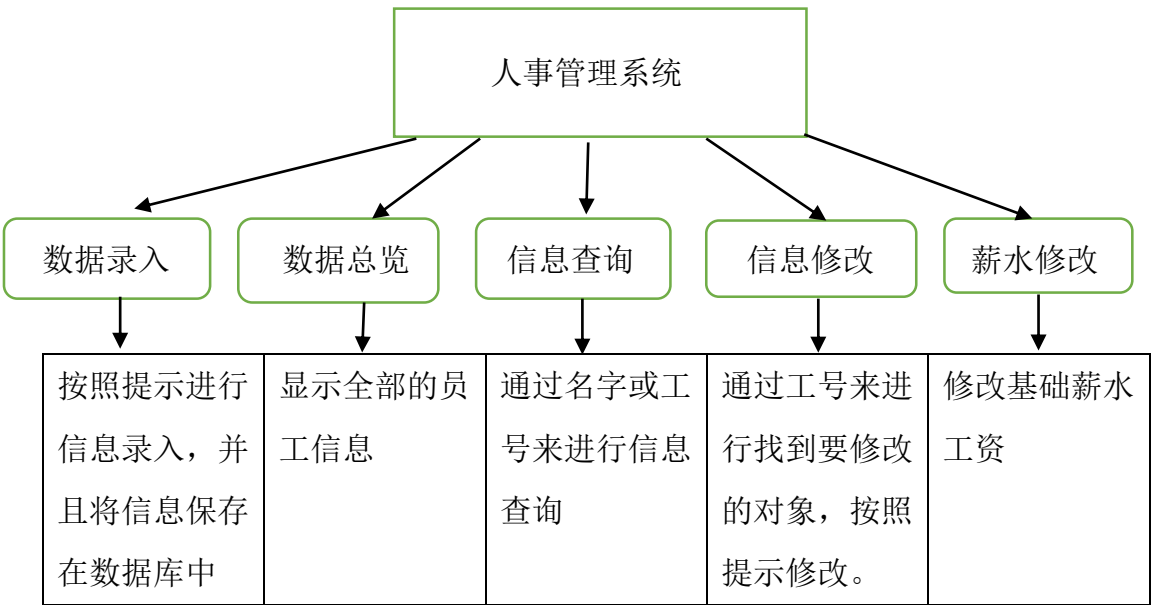 人事管理系统
数据录入
数据总览
信息查询
信息修改
薪水修改
按照提示进行
信息录入，并
且将信息保存
在数据库中
显示全部的员
工信息
通过名字或工
号来进行信息
查询
通过工号来进
行找到要修改
的对象，按照
提示修改。
修改基础薪水
工资